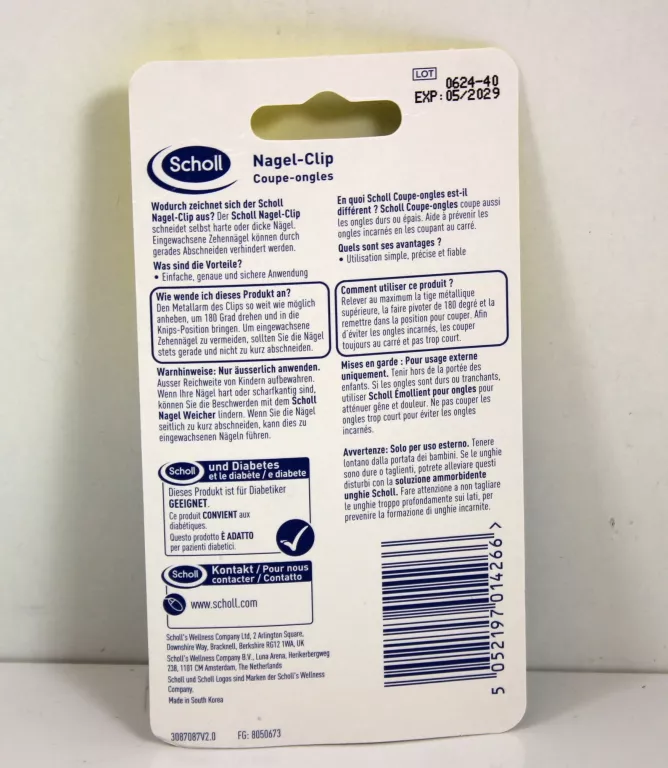 LOT
0624-40
EXP:05/2029
Scholl
Nagel-Clip
Coupe-ongles
Wodurch zeichnet sich der Scholl
Nagel-Clip aus? Der Scholl Nagel-Clip
schneidet selbst harte oder dicke Nägel.
Eingewachsene Zehennägel können durch
gerades Abschneiden verhindert werden.
Was sind die Vorteile?
• Einfache, genaue und sichere Anwendung
Wie wende ich dieses Produkt an?
Den Metallarm des Clips so weit wie möglich
anheben, um 180 Grad drehen und in die
Knips-Position bringen. Um eingewachsene
Zehennägel zu vermeiden, sollten Sie die Nägel
stets gerade und nicht zu kurz abschneiden.
Warnhinweise: Nur äusserlich anwenden.
Ausser Reichweite von Kindern aufbewahren.
Wenn Ihre Nägel hart oder scharfkantig sind,
können Sie die Beschwerden mit dem Scholl
Nagel Weicher lindern. Wenn Sie die Nägel
seitlich zu kurz abschneiden, kann dies zu
eingewachsenen Nägeln führen.
En quoi Scholl Coupe-ongles est-il
différent ? Scholl Coupe-ongles coupe aussi
les ongles durs ou épais. Aide à prévenir les
ongles incarnés en les coupant au carré.
Quels sont ses avantages ?
• Utilisation simple, précise et fiable
Comment utiliser ce produit ?
Relever au maximum la tige métallique
supérieure, la faire pivoter de 180 degré et la
remettre dans la position pour couper. Afin
d'éviter les ongles incarnés, les couper
toujours au carré et pas trop court.
Mises en garde : Pour usage externe
uniquement. Tenir hors de la portée des
enfants. Si les ongles sont durs ou tranchants,
utiliser Scholl Émollient pour ongles pour
atténuer gêne et douleur. Ne pas couper les
ongles trop court pour éviter les ongles
incarnés.
Avvertenze: Solo per uso esterno. Tenere
lontano dalla portata dei bambini. Se le unghie
sono dure o taglienti, potrete alleviare questi
disturbi con la soluzione ammorbidente
unghie Scholl. Fare attenzione a non tagliare
le unghie troppo profondamente sui lati, per
prevenire la formazione di unghie incarnite.
Scholl
und Diabetes
et le diabète / e diabete
Dieses Produkt ist für Diabetiker
GEEIGNET.
Ce produit CONVIENT aux
diabétiques.
Questo prodotto È ADATTO
per pazienti diabetici.
Scholl
Kontakt / Pour nous
contacter / Contatto
www.scholl.com
Scholl's Wellness Company Ltd, 2 Arlington Square,
Downshire Way, Bracknell, Berkshire RG12 1WA, UK
Scholl's Wellness Company B.V., Luna Arena, Herikerbergweg
238, 1101 CM Amsterdam, The Netherlands
Scholl und Scholl Logos sind Marken der Scholl's Wellness
Company.
Made in South Korea
3087087V2.0 FG: 8050673
5 052197 014266 >